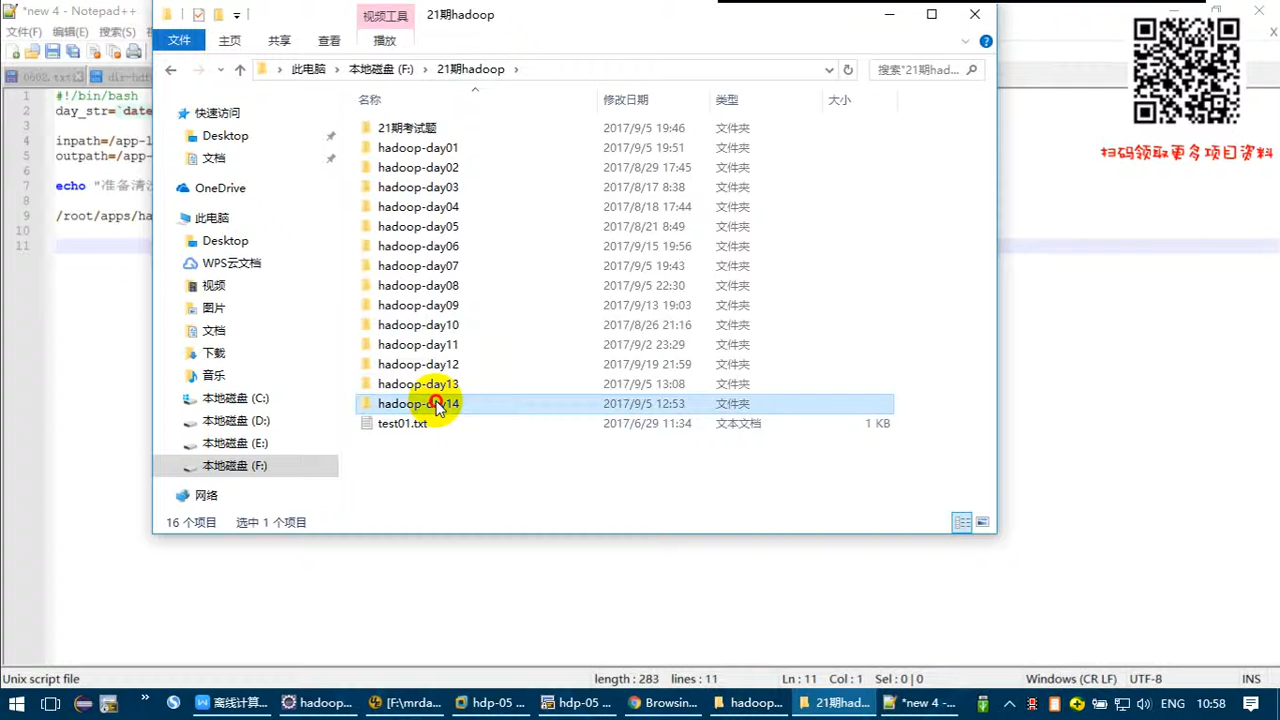 *new 4 - Notepad++
文件(F) 编辑(E) 搜索(S)
0602.txt
dir-hdf
1 #!/bin/bash
2 day_str=`date
3
4 inpath=/app-l
5 outpath=/app-
6
7 echo "准备清洗
8
9 /root/apps/ha
10
11
视频工具 21期hadoop
文件 主页 共享 查看 播放
此电脑 本地磁盘 (F:) 21期hadoop
搜索"21期had...
快速访问
Desktop
文档
OneDrive
此电脑
Desktop
WPS云文档
视频
图片
文档
下载
音乐
本地磁盘 (C:)
本地磁盘 (D:)
本地磁盘 (E:)
本地磁盘 (F:)
网络
名称 修改日期 类型 大小
21期考试题 2017/9/5 19:46 文件夹
hadoop-day01 2017/9/5 19:51 文件夹
hadoop-day02 2017/8/29 17:45 文件夹
hadoop-day03 2017/8/17 8:38 文件夹
hadoop-day04 2017/8/18 17:44 文件夹
hadoop-day05 2017/8/21 8:49 文件夹
hadoop-day06 2017/9/15 19:56 文件夹
hadoop-day07 2017/9/5 19:43 文件夹
hadoop-day08 2017/9/5 22:30 文件夹
hadoop-day09 2017/9/13 19:03 文件夹
hadoop-day10 2017/8/26 21:16 文件夹
hadoop-day11 2017/9/2 23:29 文件夹
hadoop-day12 2017/9/19 21:59 文件夹
hadoop-day13 2017/9/5 13:08 文件夹
hadoop-day14 2017/9/5 12:53 文件夹
test01.txt 2017/6/29 11:34 文本文档 1 KB
16 个项目 选中 1 个项目
扫码领取更多项目资料
Unix script file length : 283 lines : 11 Ln : 11 Col : 1 Sel : 0 | 0 Windows (CR LF) UTF-8 INS
离线计算... hadoop... [F:\mrda... hdp-05 ... hdp-05 ... Browsin... hadoop... 21期had... *new 4 -... ENG 10:58